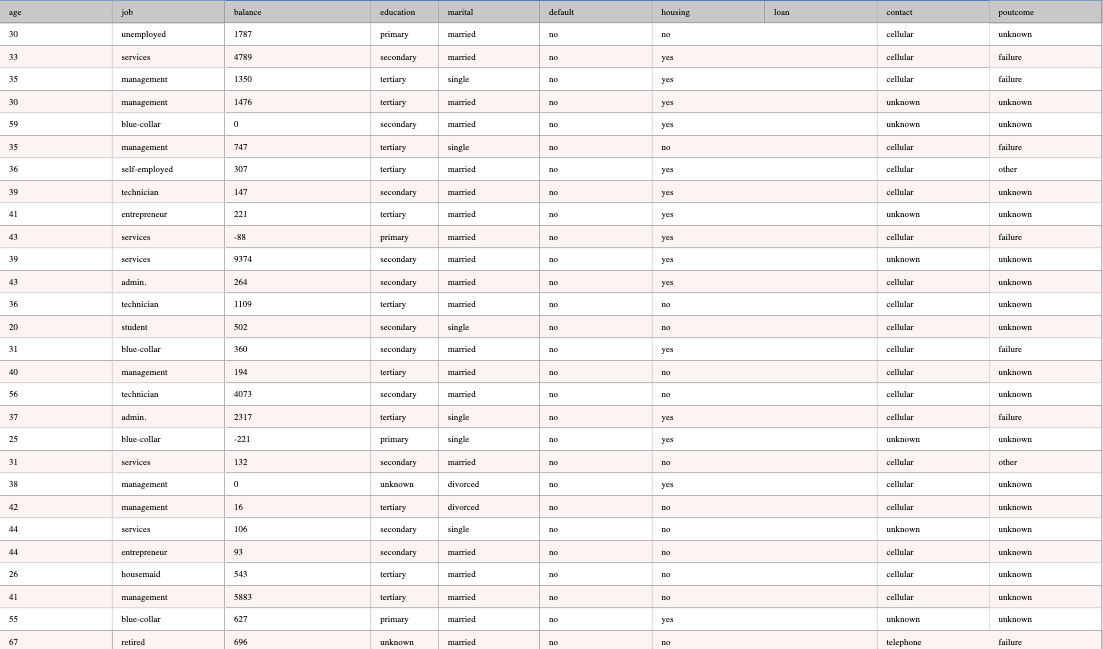 age job balance education marital default housing loan contact poutcome
30 unemployed 1787 primary married no no cellular unknown
33 services 4789 secondary married no yes cellular failure
35 management 1350 tertiary single no yes cellular failure
30 management 1476 tertiary married no yes unknown unknown
59 blue-collar 0 secondary married no yes unknown unknown
35 management 747 tertiary single no no cellular failure
36 self-employed 307 tertiary married no yes cellular other
39 technician 147 secondary married no yes cellular unknown
41 entrepreneur 221 tertiary married no yes unknown unknown
43 services -88 primary married no yes cellular failure
39 services 9374 secondary married no yes unknown unknown
43 admin. 264 secondary married no yes cellular unknown
36 technician 1109 tertiary married no no cellular unknown
20 student 502 secondary single no no cellular unknown
31 blue-collar 360 secondary married no yes cellular failure
40 management 194 tertiary married no no cellular unknown
56 technician 4073 secondary married no no cellular unknown
37 admin. 2317 tertiary single no yes cellular failure
25 blue-collar -221 primary single no yes unknown unknown
31 services 132 secondary married no no cellular other
38 management 0 unknown divorced no yes cellular unknown
42 management 16 tertiary divorced no no cellular unknown
44 services 106 secondary single no no unknown unknown
44 entrepreneur 93 secondary married no no cellular unknown
26 housemaid 543 tertiary married no no cellular unknown
41 management 5883 tertiary married no no cellular unknown
55 blue-collar 627 primary married no yes unknown unknown
67 retired 696 unknown married no no telephone failure